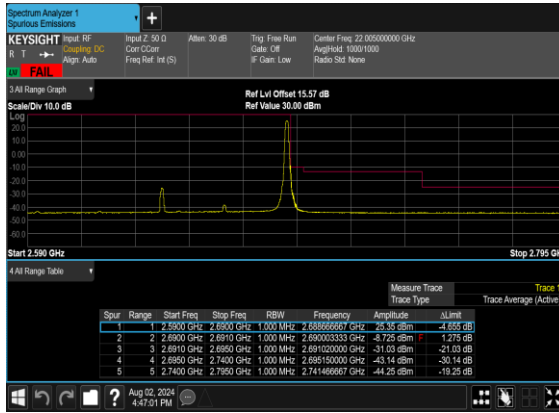 Spectrum Analyzer 1
Spurious Emissions
KEYSIGHT
R T
LV
FAIL
Input: RF
Coupling: DC
Align: Auto
Input Z: 50 Ω
Corr CCorr
Freq Ref: Int (S)
Atten: 30 dB
Trig: Free Run
Gate: Off
IF Gain: Low
Center Freq: 22.005000000 GHz
Avg|Hold: 1000/1000
Radio Std: None
3 All Range Graph
Scale/Div 10.0 dB
Ref Lvl Offset 15.57 dB
Ref Value 30.00 dBm
Log
20.0
10.0
0.00
-10.0
-20.0
-30.0
-40.0
-50.0
-60.0
Start 2.590 GHz
Stop 2.795 GH
4 All Range Table
Measure Trace Trace 1
Trace Type Trace Average (Active
Spur Range Start Freq Stop Freq RBW Frequency Amplitude ΔLimit
1 1 2.5900 GHz 2.6900 GHz 1.000 MHz 2.688666667 GHz 25.35 dBm -4.655 dB
2 2 2.6900 GHz 2.6910 GHz 1.000 MHz 2.690003333 GHz -8.725 dBm F 1.275 dB
3 3 2.6910 GHz 2.6950 GHz 1.000 MHz 2.691020000 GHz -31.03 dBm -21.03 dB
4 4 2.6950 GHz 2.7400 GHz 1.000 MHz 2.695150000 GHz -43.14 dBm -30.14 dB
5 5 2.7400 GHz 2.7950 GHz 1.000 MHz 2.741466667 GHz -44.25 dBm -19.25 dB
Aug 02, 2024
4:47:01 PM